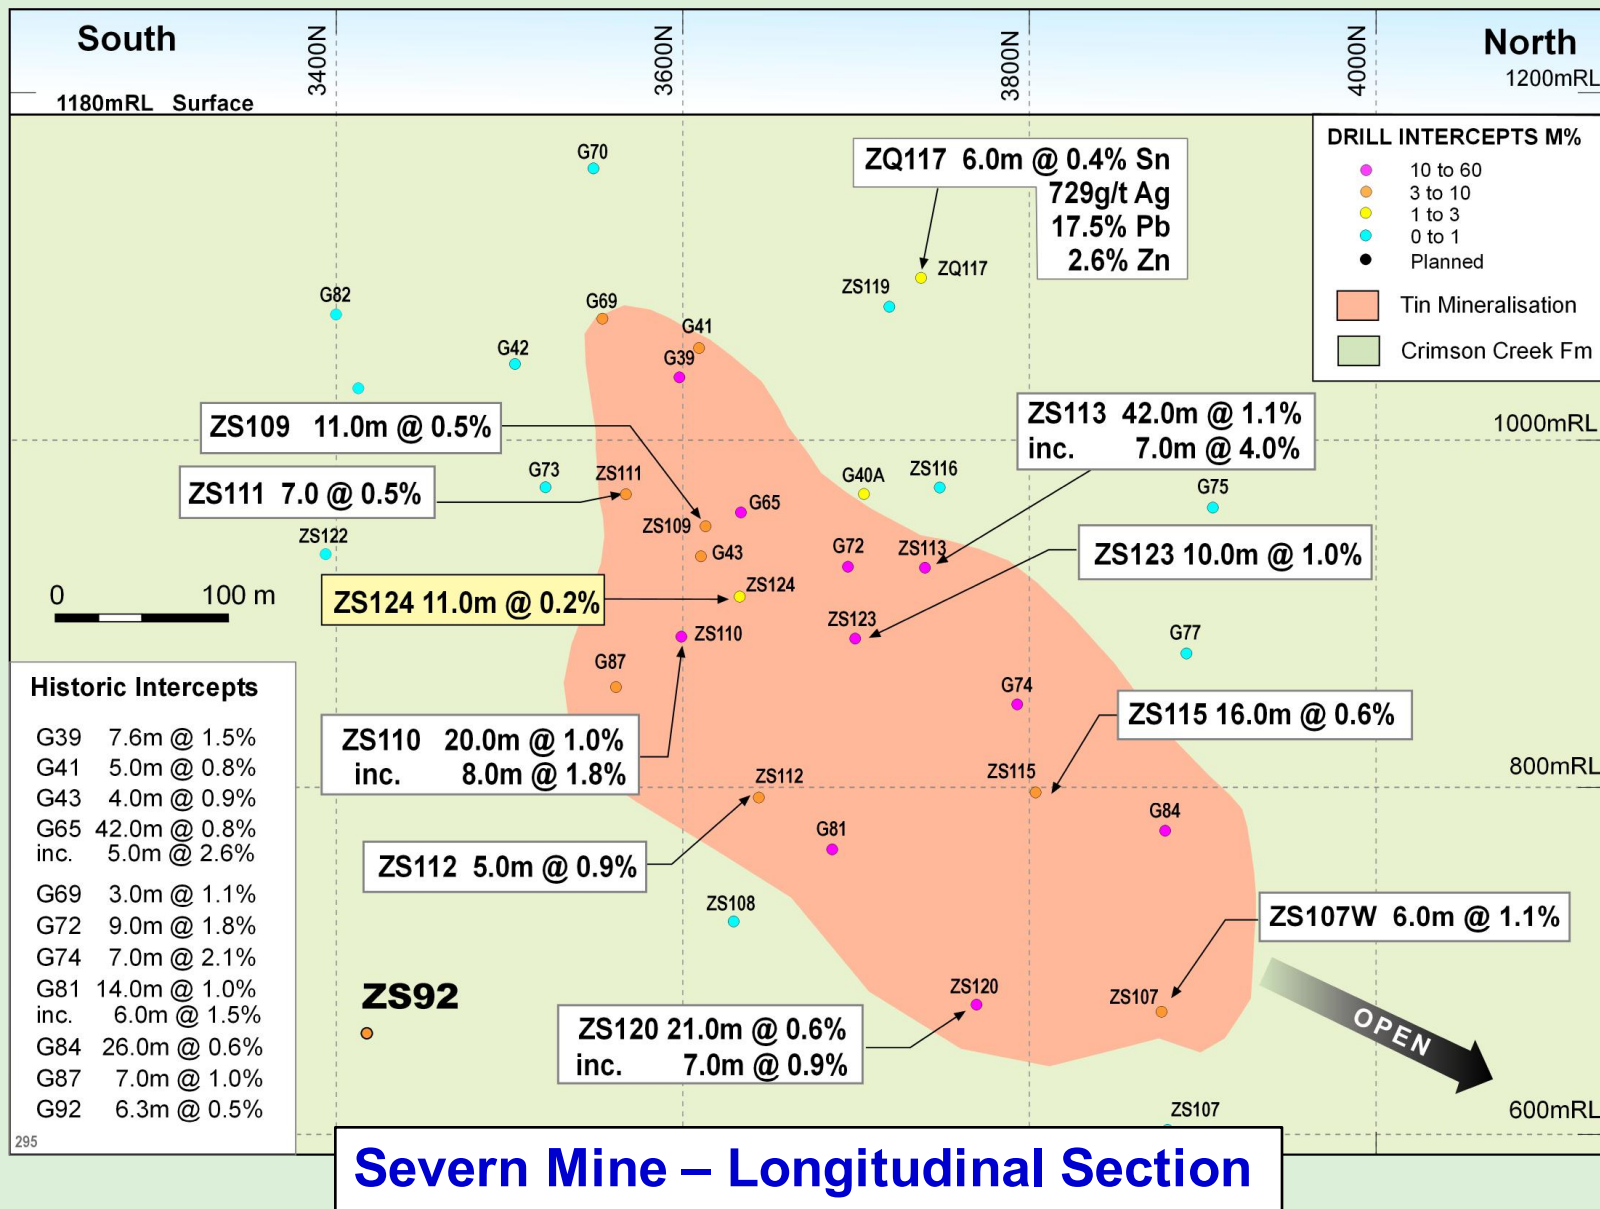 South
3400N
3600N
3800N
4000N
North
1200mRL
1180mRL Surface
DRILL INTERCEPTS M%
10 to 60
3 to 10
1 to 3
0 to 1
Planned
Tin Mineralisation
Crimson Creek Fm
G70
ZQ117 6.0m @ 0.4% Sn
729g/t Ag
17.5% Pb
2.6% Zn
ZQ117
ZS119
G82
G69
G41
G42
G39
ZS109 11.0m @ 0.5%
ZS113 42.0m @ 1.1%
inc. 7.0m @ 4.0%
1000mRL
G73
ZS111
G40A
ZS116
G75
ZS111 7.0 @ 0.5%
G65
ZS109
ZS122
G43
G72
ZS113
ZS123 10.0m @ 1.0%
0 100 m
ZS124 11.0m @ 0.2%
ZS124
ZS110
ZS123
G77
G87
G74
Historic Intercepts
G39 7.6m @ 1.5%
G41 5.0m @ 0.8%
G43 4.0m @ 0.9%
G65 42.0m @ 0.8%
inc. 5.0m @ 2.6%
G69 3.0m @ 1.1%
G72 9.0m @ 1.8%
G74 7.0m @ 2.1%
G81 14.0m @ 1.0%
inc. 6.0m @ 1.5%
G84 26.0m @ 0.6%
G87 7.0m @ 1.0%
G92 6.3m @ 0.5%
295
ZS110 20.0m @ 1.0%
inc. 8.0m @ 1.8%
ZS115 16.0m @ 0.6%
800mRL
ZS112
ZS115
G84
G81
ZS112 5.0m @ 0.9%
ZS108
ZS107W 6.0m @ 1.1%
ZS92
ZS120
ZS107
ZS120 21.0m @ 0.6%
inc. 7.0m @ 0.9%
OPEN
ZS107
600mRL
Severn Mine – Longitudinal Section